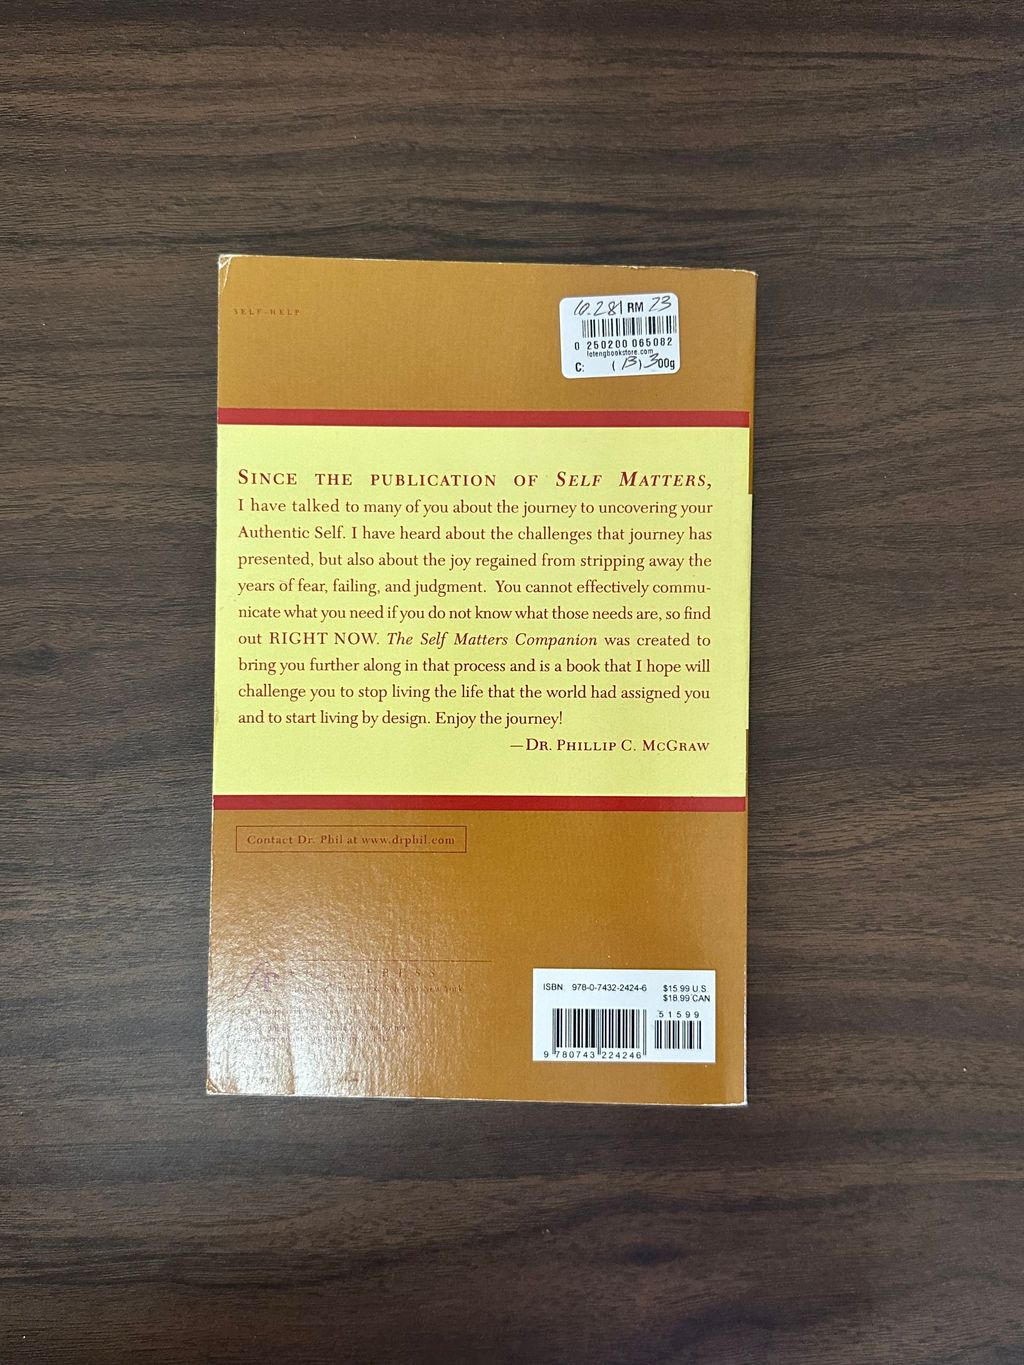 SELF-HELP
10.281 RM 23
0 250200 065082
C: (B) 300g
SINCE THE PUBLICATION OF SELF MATTERS,
I have talked to many of you about the journey to uncovering your
Authentic Self. I have heard about the challenges that journey has
presented, but also about the joy regained from stripping away the
years of fear, failing, and judgment. You cannot effectively commu-
nicate what you need if you do not know what those needs are, so find
out RIGHT NOW. The Self Matters Companion was created to
bring you further along in that process and is a book that I hope will
challenge you to stop living the life that the world had assigned you
and to start living by design. Enjoy the journey!
—DR. PHILLIP C. MCGRAW
Contact Dr. Phil at www.drphil.com
PRESS
ISBN 978-0-7432-2424-6
$15.99 U.S.
$18.99 CAN
51599
9 780743 224246